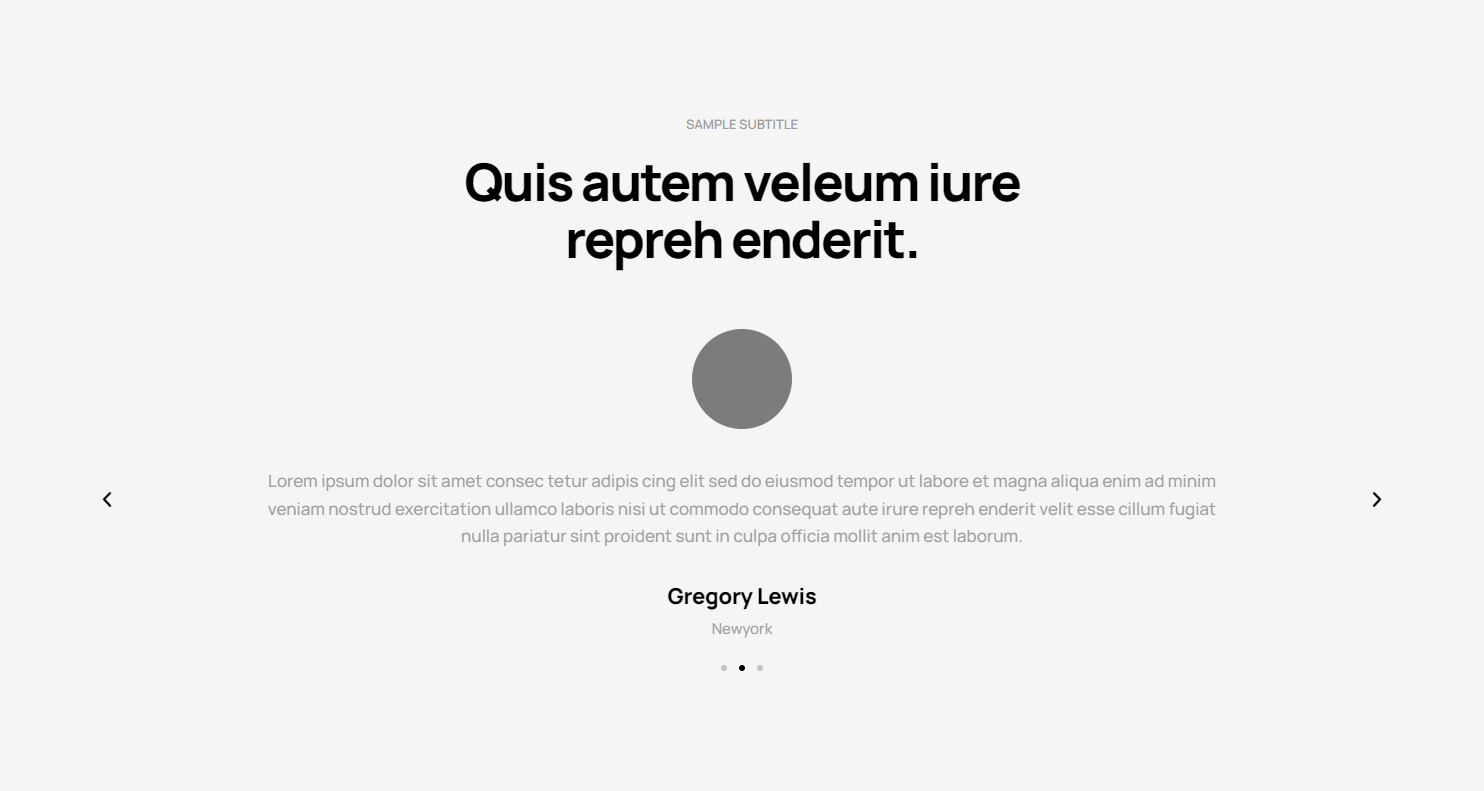 SAMPLE SUBTITLE
Quis autem veleum iure
repreh enderit.
Lorem ipsum dolor sit amet consec tetur adipis cing elit sed do eiusmod tempor ut labore et magna aliqua enim ad minim
veniam nostrud exercitation ullamco laboris nisi ut commodo consequat aute irure repreh enderit velit esse cillum fugiat
nulla pariatur sint proident sunt in culpa officia mollit anim est laborum.
Gregory Lewis
Newyork